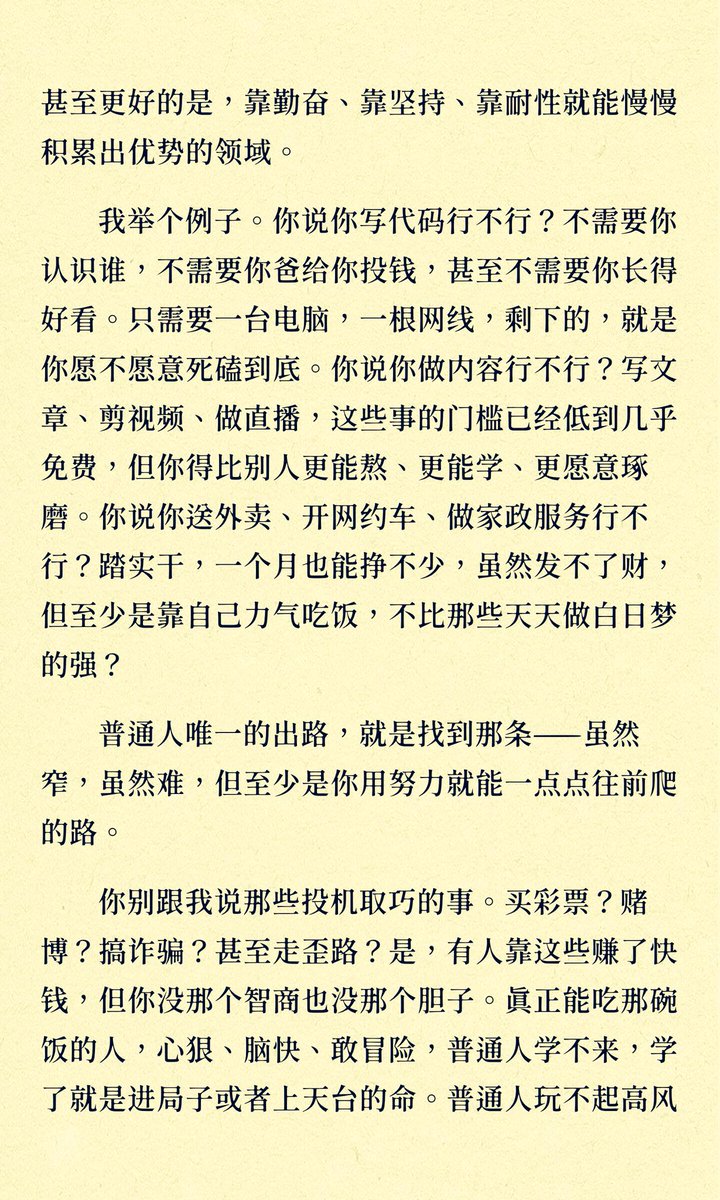 甚至更好的是，靠勤奋、靠坚持、靠耐性就能慢慢
积累出优势的领域。
我举个例子。你说你写代码行不行？不需要你
认识谁，不需要你爸给你投钱，甚至不需要你长得
好看。只需要一台电脑，一根网线，剩下的，就是
你愿不愿意死磕到底。你说你做内容行不行？写文
章、剪视频、做直播，这些事的门槛已经低到几乎
免费，但你得比别人更能熬、更能学、更愿意琢
磨。你说你送外卖、开网约车、做家政服务行不
行？踏实干，一个月也能挣不少，虽然发不了财，
但至少是靠自己力气吃饭，不比那些天天做白日梦
的强？
普通人唯一的出路，就是找到那条——虽然
窄，虽然难，但至少是你用努力就能一点点往前爬
的路。
你别跟我说那些投机取巧的事。买彩票？赌
博？搞诈骗？甚至走歪路？是，有人靠这些赚了快
钱，但你没那个智商也没那个胆子。眞正能吃那碗
饭的人，心狠、脑快、敢冒险，普通人学不来，学
了就是进局子或者上天台的命。普通人玩不起高风